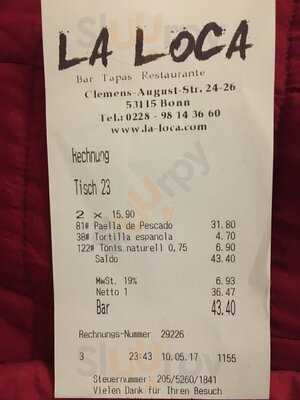 LA LOCA
Bar Tapas Restaurante
Clemens-August-Str. 24-26
53115 Bonn
Tel.: 0228 - 98 14 36 60
www.la-loca.com
Rechnung
Tisch 23
2 x 15.90
81# Paella de Pescado 31.80
38# Tortilla espanola 4.70
122# Tönis naturell 0,75 6.90
Saldo 43.40
MwSt. 19% 6.93
Netto 1 36.47
Bar 43.40
Rechnungs-Nummer 29226
3 23:43 10.05.17 1155
Steuernummer: 205/5260/1841
Vielen Dank für Ihren Besuch